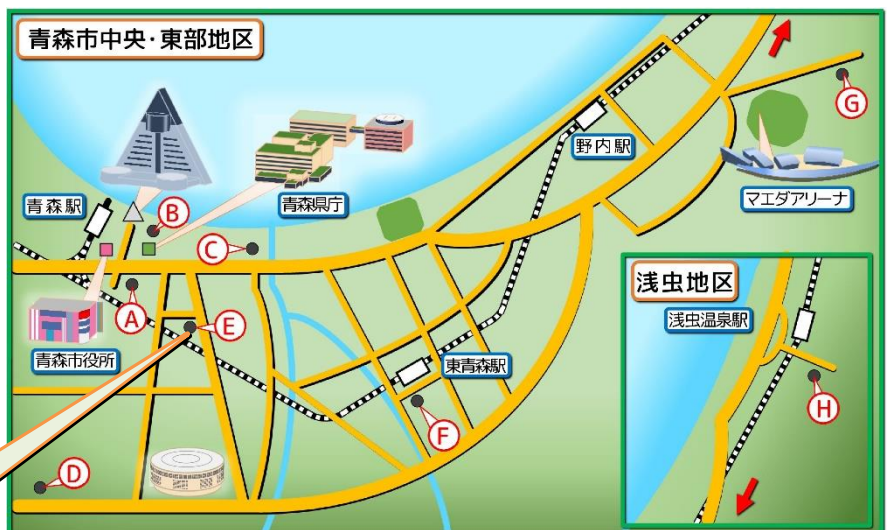 青森市中央・東部地区
青森駅
B
青森県庁
C
A
青森市役所
E
東青森駅
F
D
野内駅
G
マエダアリーナ
浅虫地区
浅虫温泉駅
H